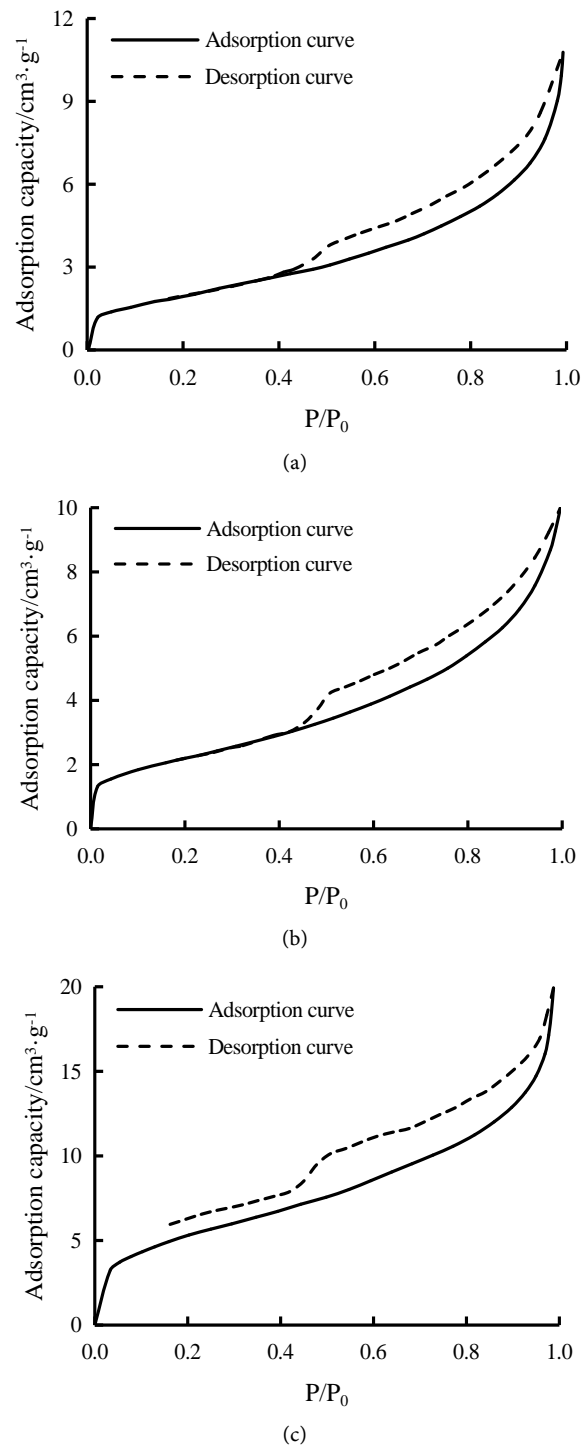 Adsorption capacity/cm³·g⁻¹
12
9
6
3
0
Adsorption curve
Desorption curve
0.0 0.2 0.4 0.6 0.8 1.0
P/P₀
(a)
Adsorption capacity/cm³·g⁻¹
10
8
6
4
2
0
Adsorption curve
Desorption curve
0.0 0.2 0.4 0.6 0.8 1.0
P/P₀
(b)
Adsorption capacity/cm³·g⁻¹
20
15
10
5
0
Adsorption curve
Desorption curve
0.0 0.2 0.4 0.6 0.8 1.0
P/P₀
(c)